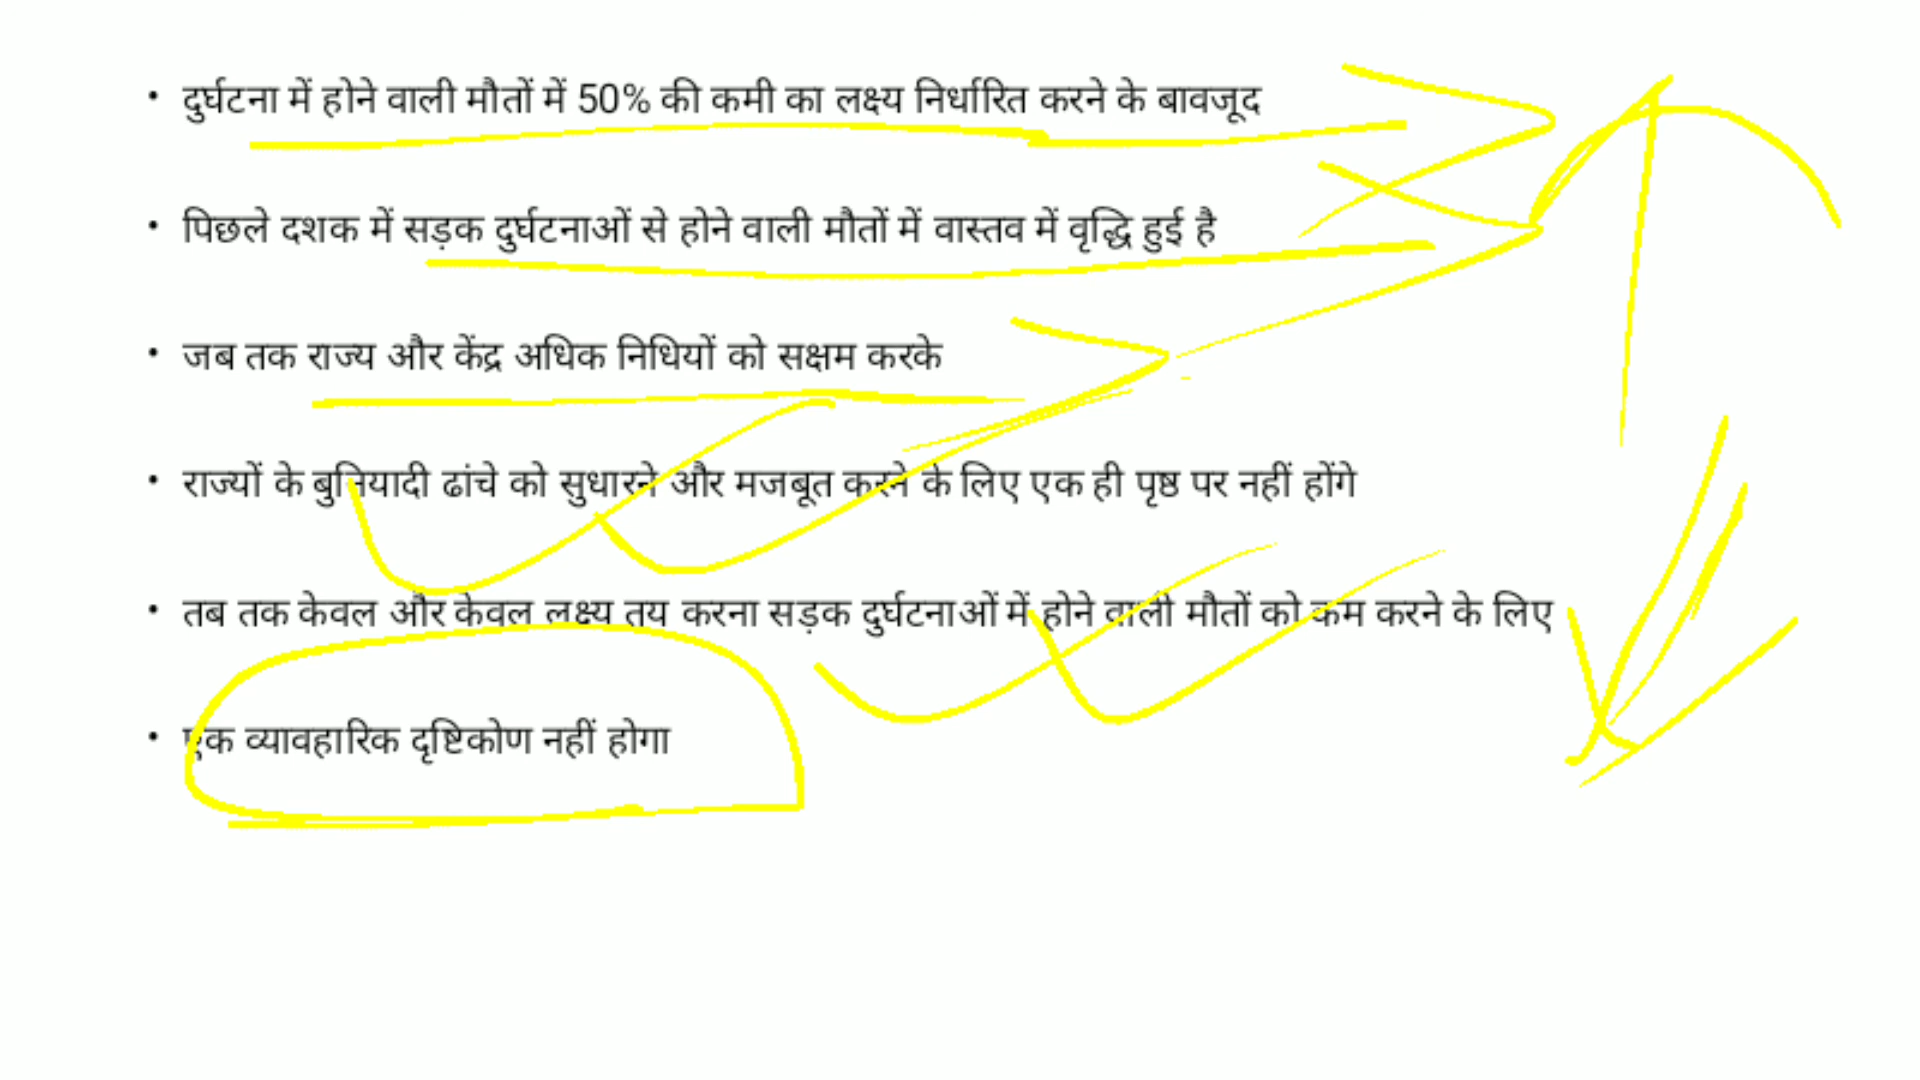 • दुर्घटना में होने वाली मौतों में 50% की कमी का लक्ष्य निर्धारित करने के बावजूद
• पिछले दशक में सड़क दुर्घटनाओं से होने वाली मौतों में वास्तव में वृद्धि हुई है
• जब तक राज्य और केंद्र अधिक निधियों को सक्षम करके
• राज्यों के बुनियादी ढांचे को सुधारने और मजबूत करने के लिए एक ही पृष्ठ पर नहीं होंगे
• तब तक केवल और केवल लक्ष्य तय करना सड़क दुर्घटनाओं में होने वाली मौतों को कम करने के लिए
• एक व्यावहारिक दृष्टिकोण नहीं होगा